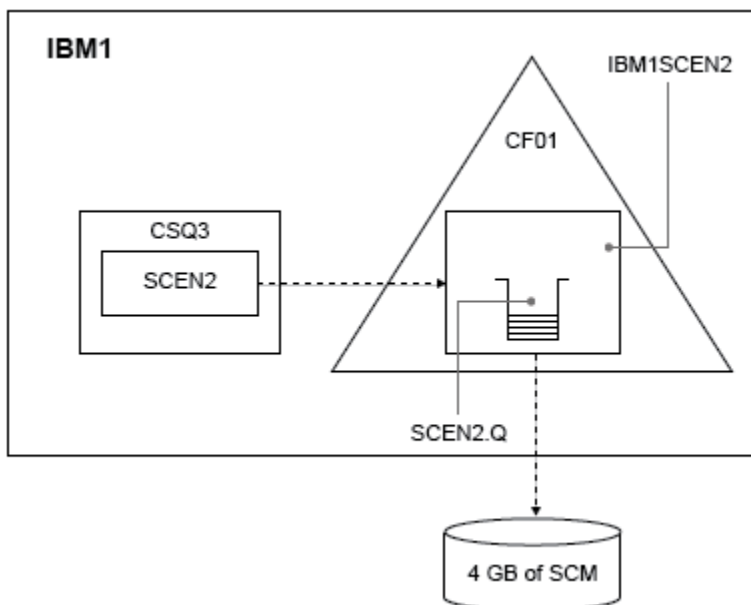 IBM1
IBM1SCEN2
CF01
CSQ3
SCEN2
SCEN2.Q
4 GB of SCM